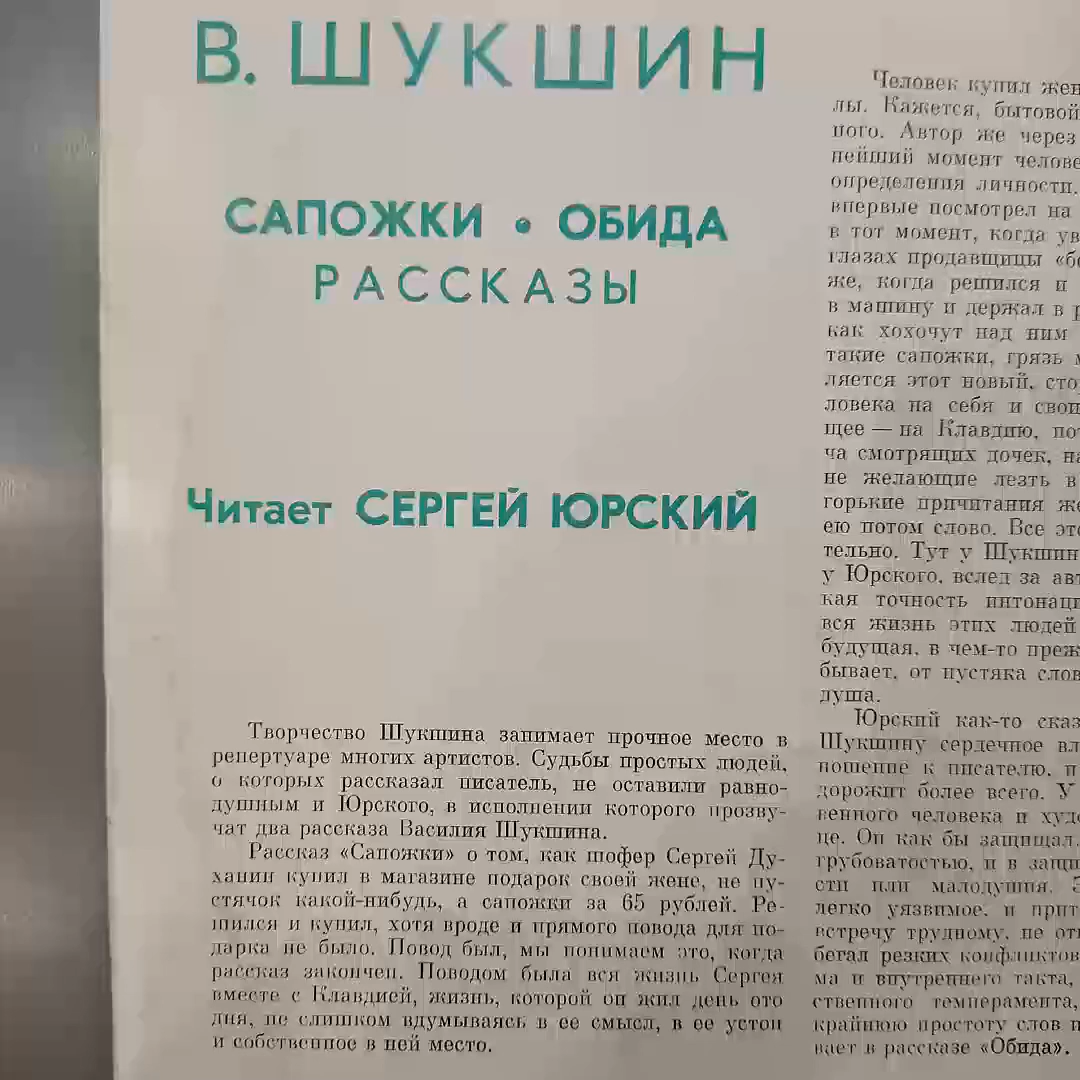 В. ШУКШИН
САПОЖКИ • ОБИДА
РАССКАЗЫ
Читает СЕРГЕЙ ЮРСКИЙ
Творчество Шукшина занимает прочное место в
репертуаре многих артистов. Судьбы простых людей,
о которых рассказал писатель, не оставили равно-
душным и Юрского, в исполнении которого прозву-
чат два рассказа Василия Шукшина.
Рассказ «Сапожки» о том, как шофер Сергей Ду-
ханин купил в магазине подарок своей жене, не пу-
стячок какой-нибудь, а сапожки за 65 рублей. Ре-
шился и купил, хотя вроде и прямого повода для по-
дарка не было. Повод был, мы понимаем это, когда
рассказ закончен. Поводом была вся жизнь Сергея
вместе с Клавдией, жизнь, которой он жил день ото
дня, не слишком вдумываясь в ее смысл, в ее устои
и собственное в ней место.
Человек купил жен
лы. Кажется, бытовой
ного. Автор же через
нейший момент челове
определения личности.
впервые посмотрел на
в тот момент, когда ув
глазах продавщицы «бо
же, когда решился и
в машину и держал в р
как хохочут над ним
такие сапожки, грязь м
ляется этот новый, сто
ловека на себя и свои
щее — на Клавдию, пот
ча смотрящих дочек, на
не желающие лезть в
горькие причитания же
ею потом слово. Все это
тельно. Тут у Шукшин
у Юрского, вслед за авт
кая точность интонаци
вся жизнь этих людей
будущая, в чем-то преж
бывает, от пустяка слов
душа.
Юрский как-то сказ
Шукшину сердечное вл
ношение к писателю, п
дорожит более всего. У
венного человека и худо
це. Он как бы защищал
грубоватостью, и в защи
сти или малодушия. Э
легко уязвимое, и прит
встречу трудному, не отк
бегал резких конфликтов
ма и внутреннего такта,
ственного темперамента,
крайнюю простоту слов и
вает в рассказе «Обида».